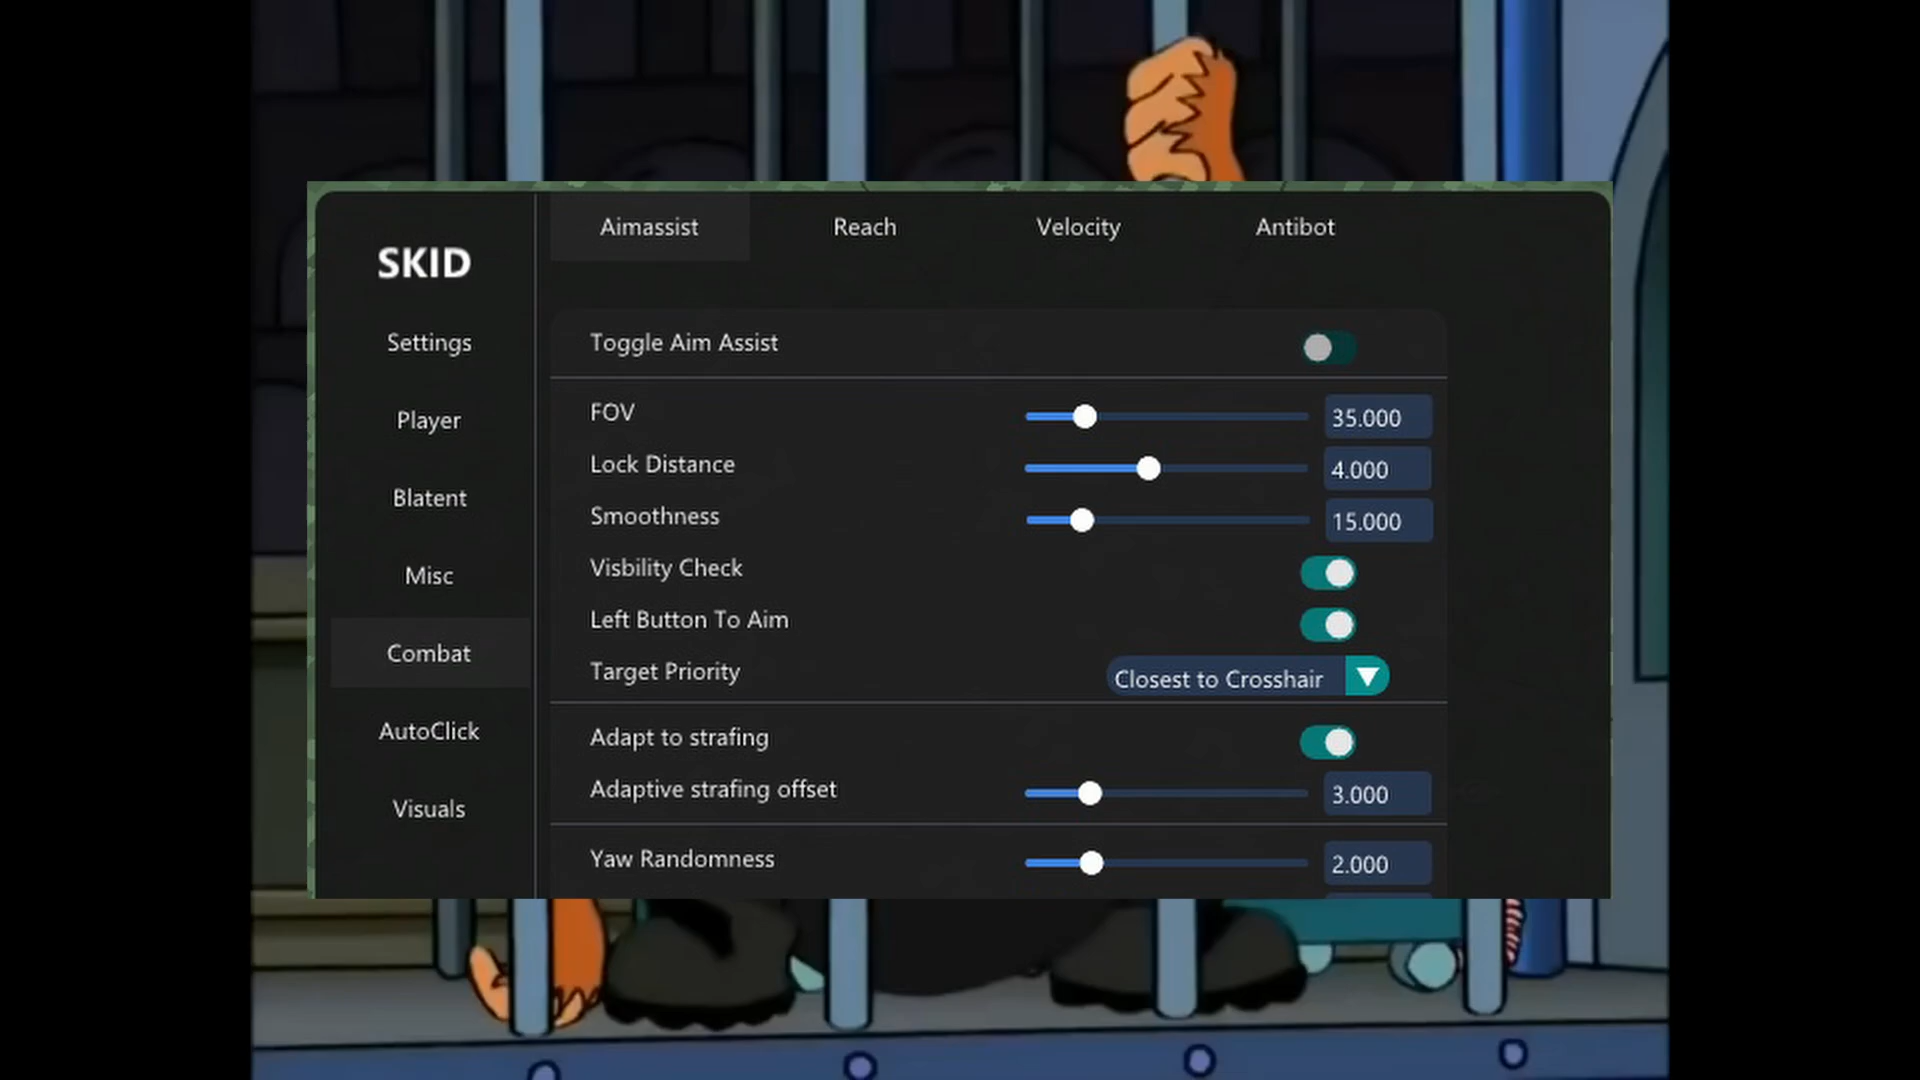 SKID
Settings
Player
Blatent
Misc
Combat
AutoClick
Visuals
Aimassist Reach Velocity Antibot
Toggle Aim Assist
FOV 35.000
Lock Distance 4.000
Smoothness 15.000
Visbility Check
Left Button To Aim
Target Priority Closest to Crosshair
Adapt to strafing
Adaptive strafing offset 3.000
Yaw Randomness 2.000